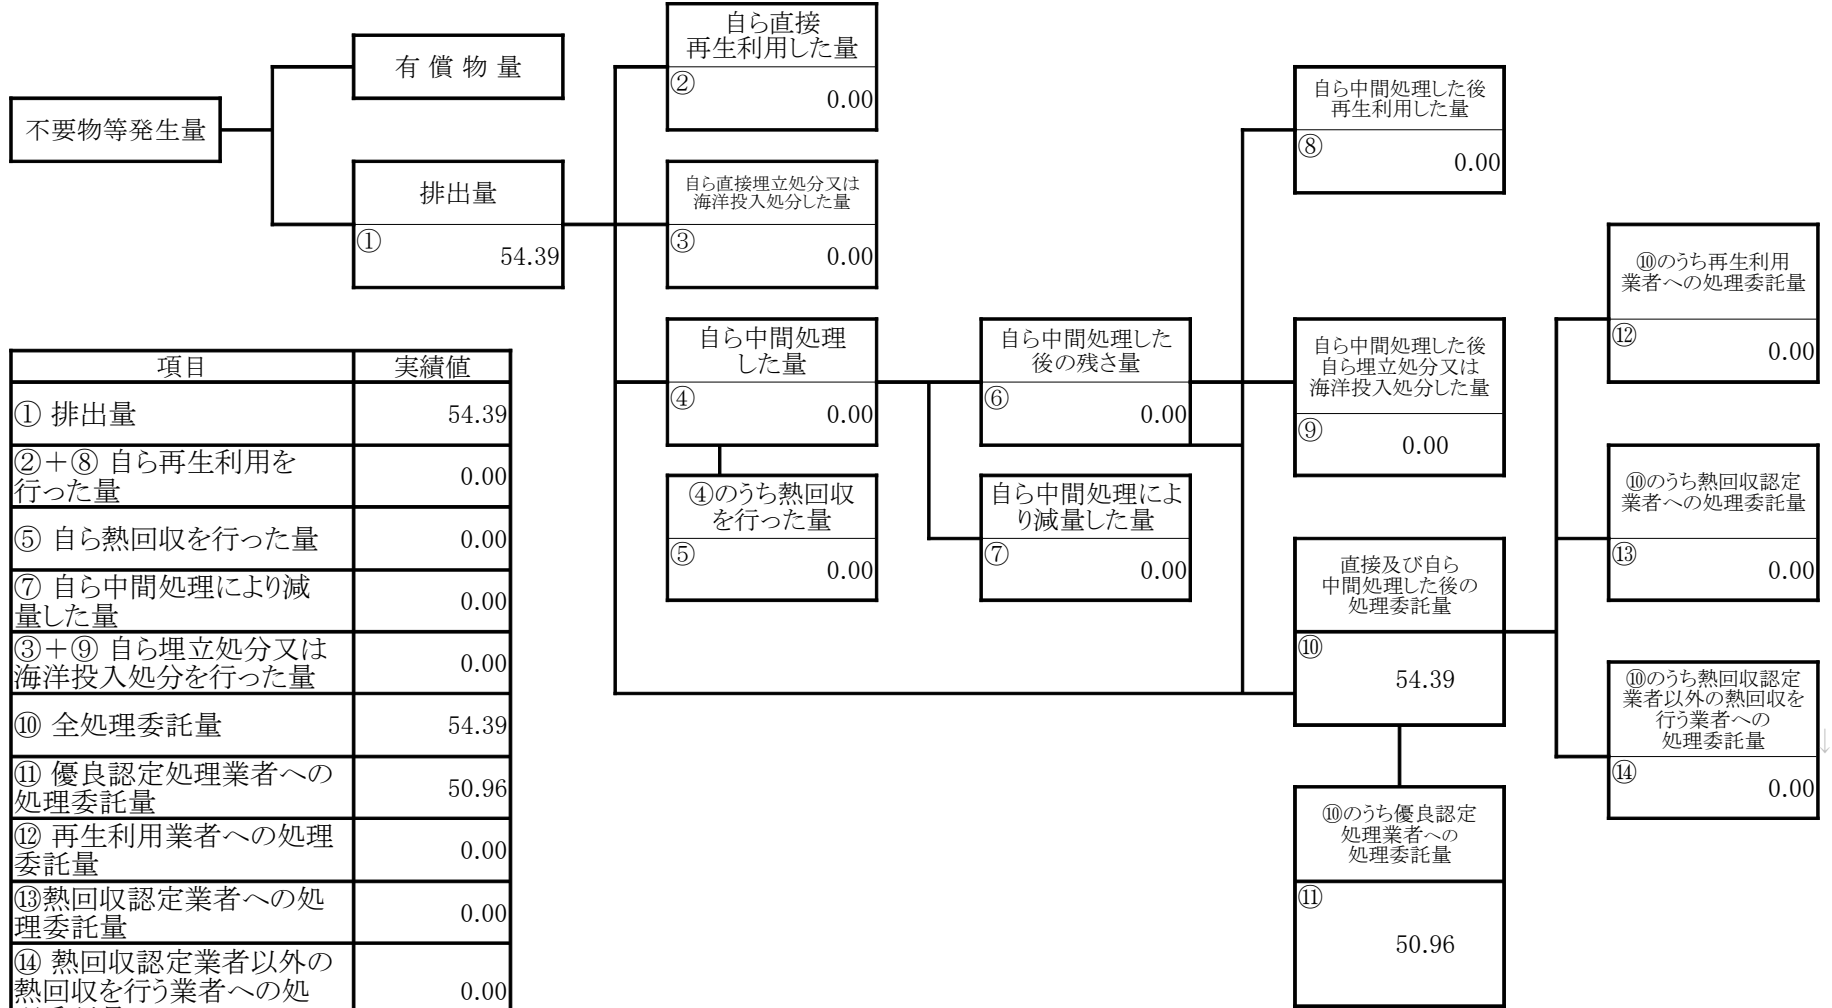 不要物等発生量
有 償 物 量
排出量
①
54.39
自ら直接
再生利用した量
②
0.00
自ら直接埋立処分又は
海洋投入処分した量
③
0.00
自ら中間処理
した量
④
0.00
④のうち熱回収
を行った量
⑤
0.00
自ら中間処理した
後の残さ量
⑥
0.00
自ら中間処理によ
り減量した量
⑦
0.00
自ら中間処理した後
再生利用した量
⑧
0.00
自ら中間処理した後
自ら埋立処分又は
海洋投入処分した量
⑨
0.00
直接及び自ら
中間処理した後の
処理委託量
⑩
54.39
⑩のうち優良認定
処理業者への
処理委託量
⑪
50.96
⑩のうち再生利用
業者への処理委託量
⑫
0.00
⑩のうち熱回収認定
業者への処理委託量
⑬
0.00
⑩のうち熱回収認定
業者以外の熱回収を
行う業者への
処理委託量
⑭
0.00
↓
項目 実績値
① 排出量 54.39
②＋⑧ 自ら再生利用を
行った量 0.00
⑤ 自ら熱回収を行った量 0.00
⑦ 自ら中間処理により減
量した量 0.00
③＋⑨ 自ら埋立処分又は
海洋投入処分を行った量 0.00
⑩ 全処理委託量 54.39
⑪ 優良認定処理業者への
処理委託量 50.96
⑫ 再生利用業者への処理
委託量 0.00
⑬熱回収認定業者への処
理委託量 0.00
⑭ 熱回収認定業者以外の
熱回収を行う業者への処 0.00